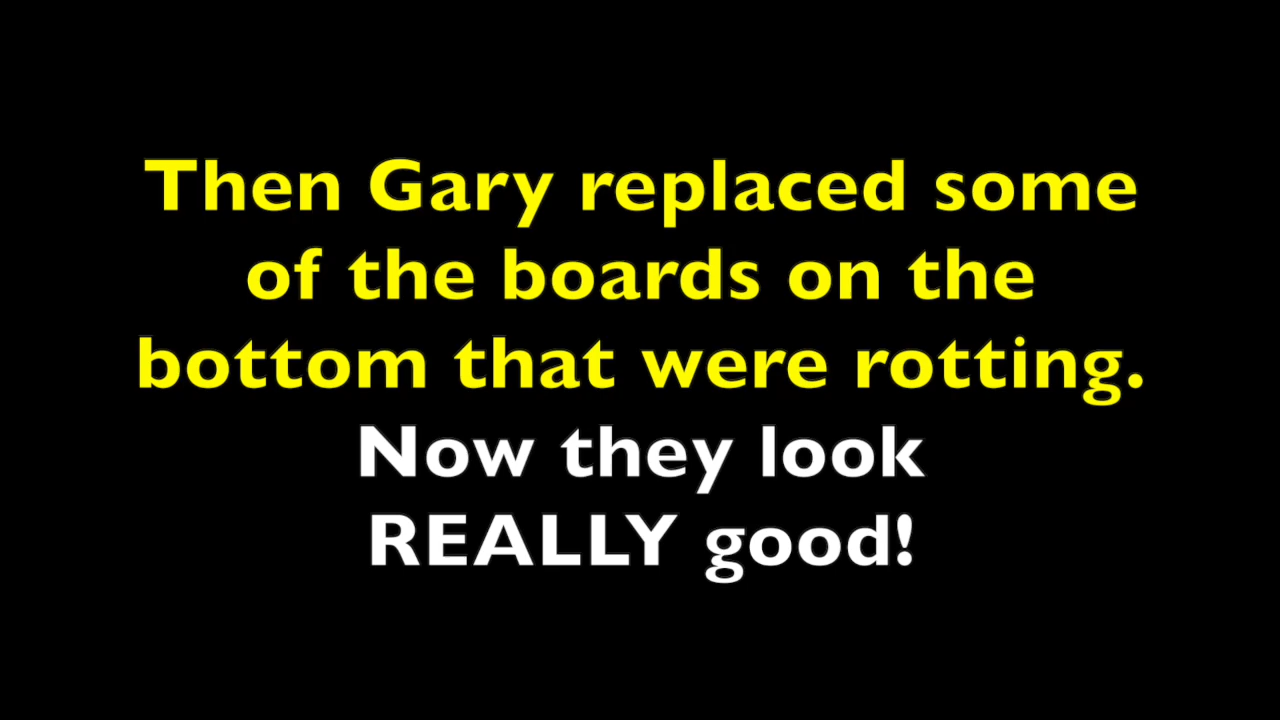 Then Gary replaced some
of the boards on the
bottom that were rotting.
Now they look
REALLY good!